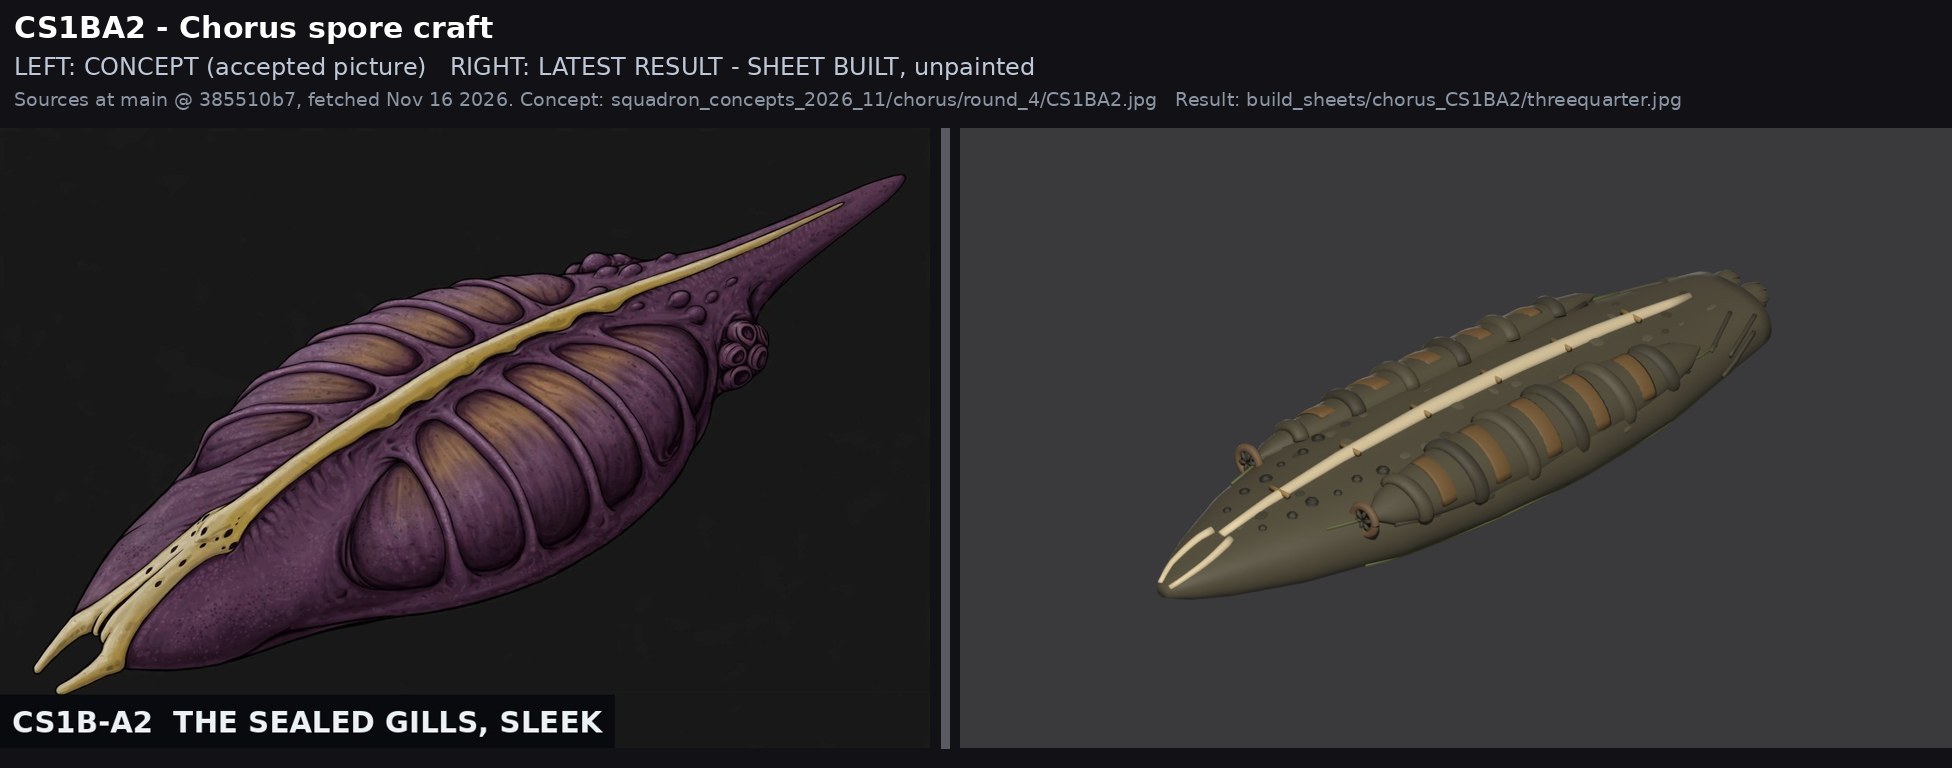 CS1BA2 - Chorus spore craft
LEFT: CONCEPT (accepted picture)   RIGHT: LATEST RESULT - SHEET BUILT, unpainted
Sources at main @ 385510b7, fetched Nov 16 2026. Concept: squadron_concepts_2026_11/chorus/round_4/CS1BA2.jpg   Result: build_sheets/chorus_CS1BA2/threequarter.jpg
CS1B-A2  THE SEALED GILLS, SLEEK